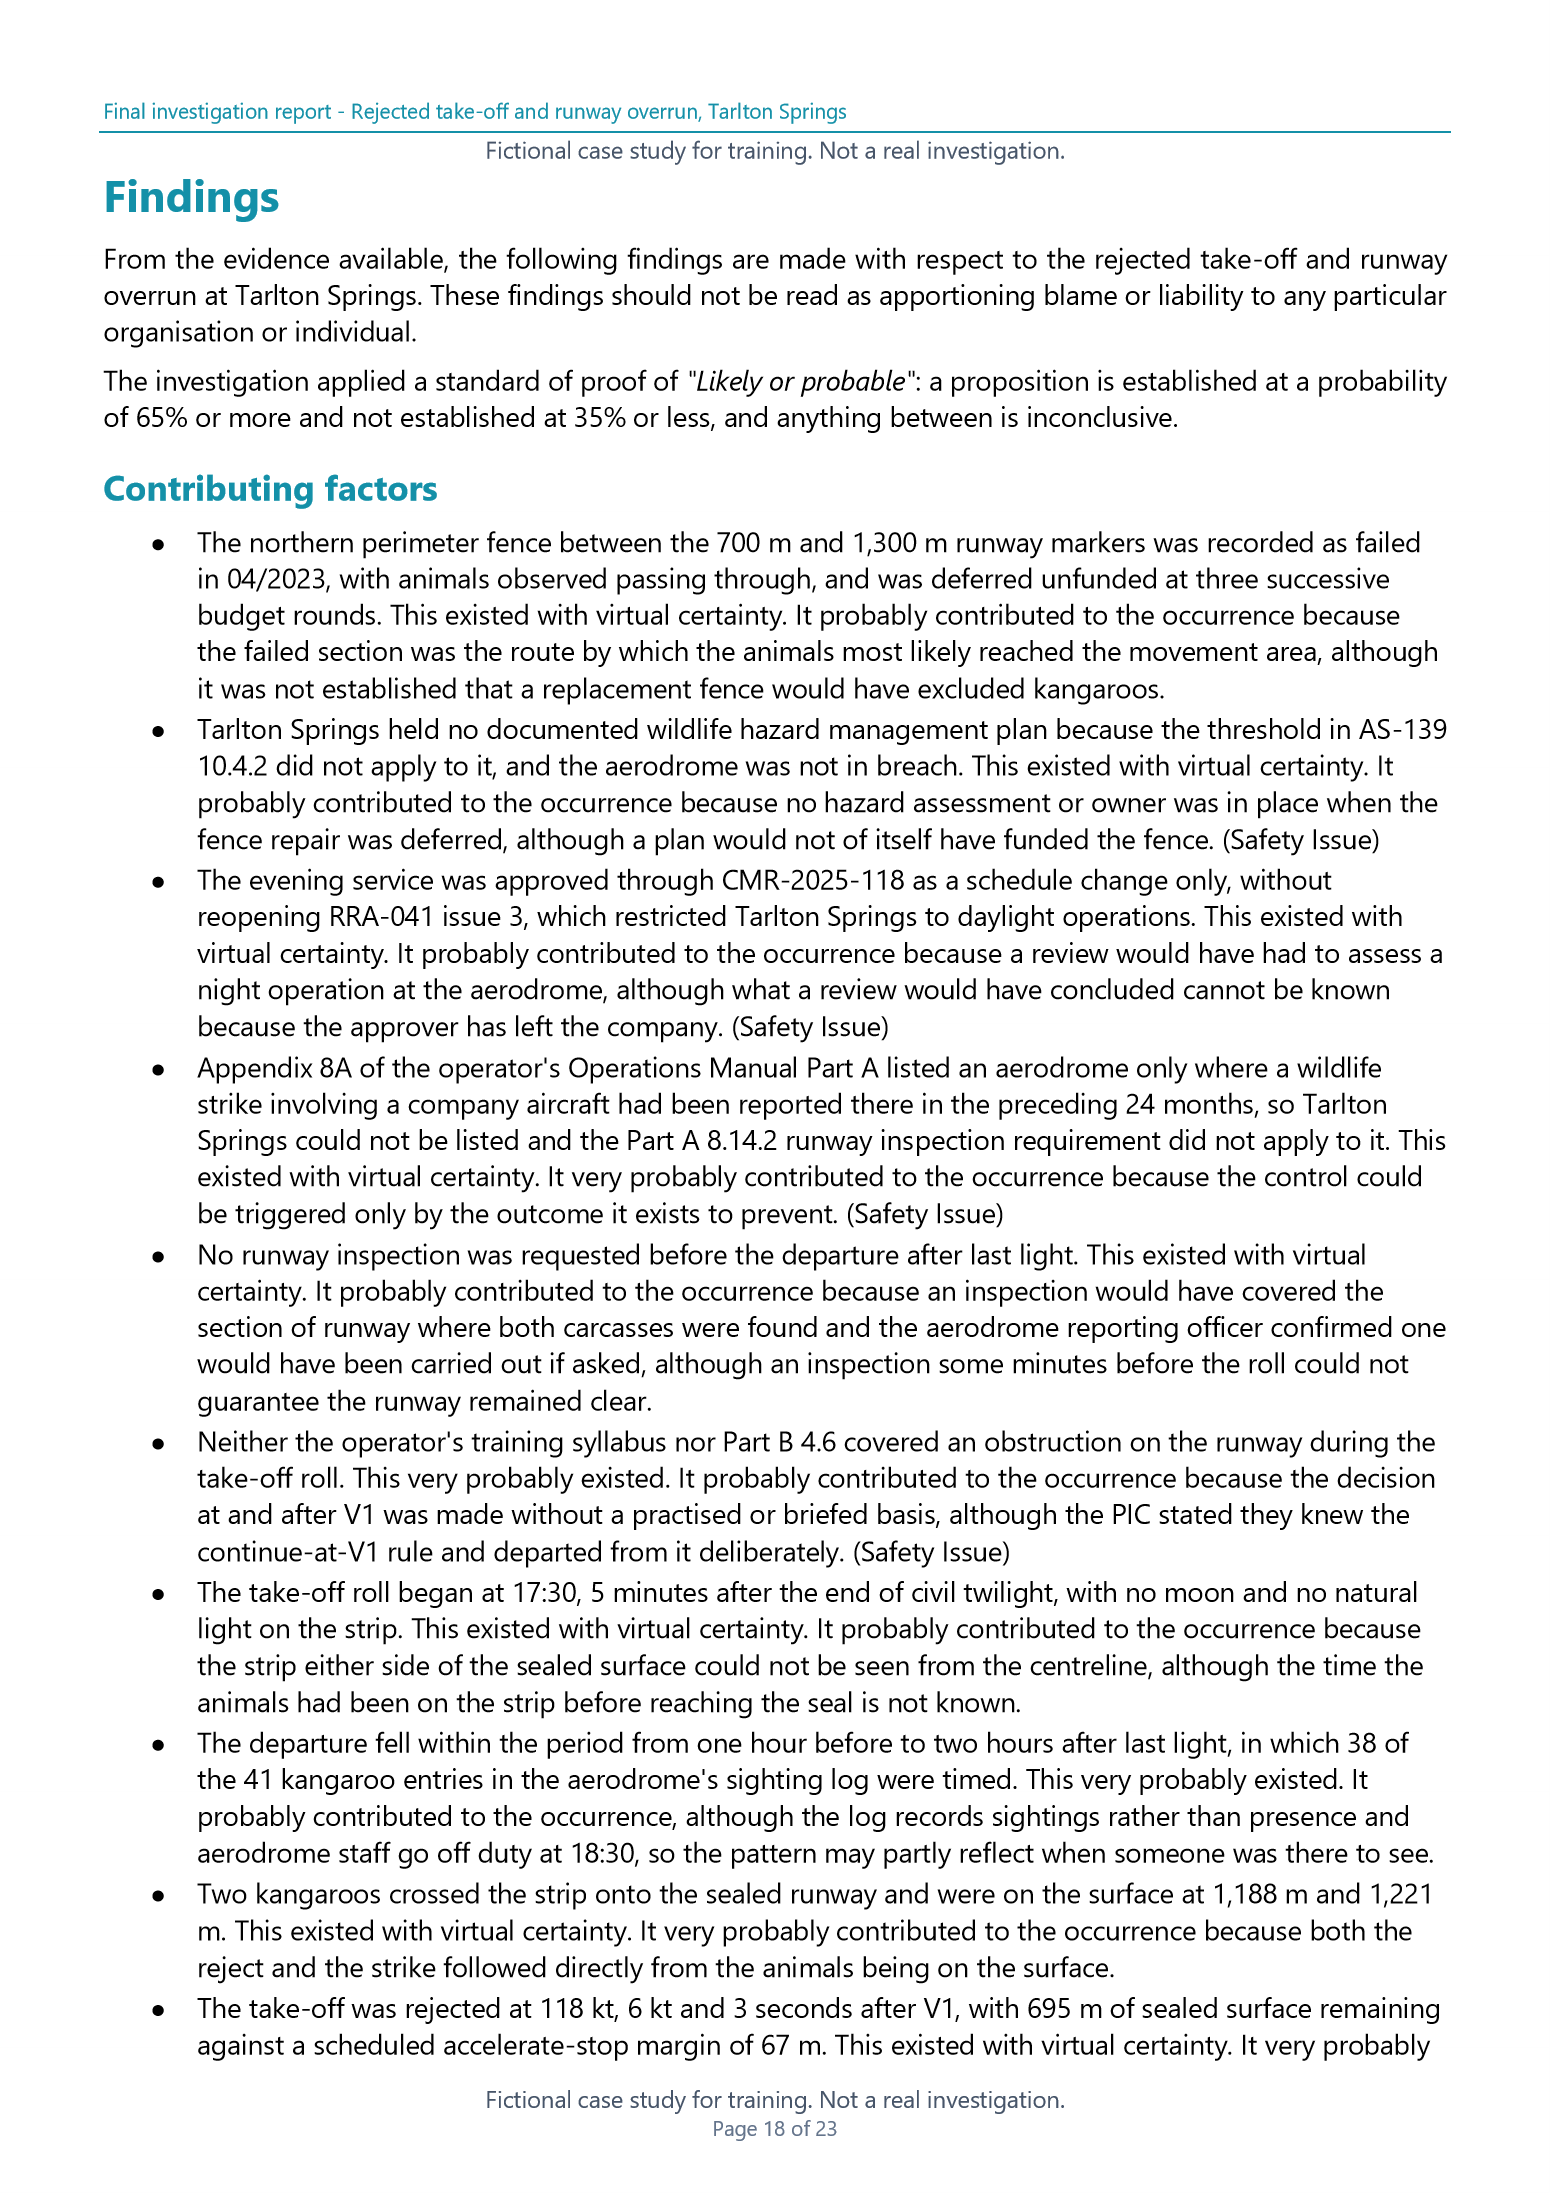 Final investigation report - Rejected take-off and runway overrun, Tarlton Springs
Fictional case study for training. Not a real investigation.
Findings
From the evidence available, the following findings are made with respect to the rejected take-off and runway
overrun at Tarlton Springs. These findings should not be read as apportioning blame or liability to any particular
organisation or individual.
The investigation applied a standard of proof of "Likely or probable": a proposition is established at a probability
of 65% or more and not established at 35% or less, and anything between is inconclusive.
Contributing factors
● The northern perimeter fence between the 700 m and 1,300 m runway markers was recorded as failed
in 04/2023, with animals observed passing through, and was deferred unfunded at three successive
budget rounds. This existed with virtual certainty. It probably contributed to the occurrence because
the failed section was the route by which the animals most likely reached the movement area, although
it was not established that a replacement fence would have excluded kangaroos.
● Tarlton Springs held no documented wildlife hazard management plan because the threshold in AS-139
10.4.2 did not apply to it, and the aerodrome was not in breach. This existed with virtual certainty. It
probably contributed to the occurrence because no hazard assessment or owner was in place when the
fence repair was deferred, although a plan would not of itself have funded the fence. (Safety Issue)
● The evening service was approved through CMR-2025-118 as a schedule change only, without
reopening RRA-041 issue 3, which restricted Tarlton Springs to daylight operations. This existed with
virtual certainty. It probably contributed to the occurrence because a review would have had to assess a
night operation at the aerodrome, although what a review would have concluded cannot be known
because the approver has left the company. (Safety Issue)
● Appendix 8A of the operator's Operations Manual Part A listed an aerodrome only where a wildlife
strike involving a company aircraft had been reported there in the preceding 24 months, so Tarlton
Springs could not be listed and the Part A 8.14.2 runway inspection requirement did not apply to it. This
existed with virtual certainty. It very probably contributed to the occurrence because the control could
be triggered only by the outcome it exists to prevent. (Safety Issue)
● No runway inspection was requested before the departure after last light. This existed with virtual
certainty. It probably contributed to the occurrence because an inspection would have covered the
section of runway where both carcasses were found and the aerodrome reporting officer confirmed one
would have been carried out if asked, although an inspection some minutes before the roll could not
guarantee the runway remained clear.
● Neither the operator's training syllabus nor Part B 4.6 covered an obstruction on the runway during the
take-off roll. This very probably existed. It probably contributed to the occurrence because the decision
at and after V1 was made without a practised or briefed basis, although the PIC stated they knew the
continue-at-V1 rule and departed from it deliberately. (Safety Issue)
● The take-off roll began at 17:30, 5 minutes after the end of civil twilight, with no moon and no natural
light on the strip. This existed with virtual certainty. It probably contributed to the occurrence because
the strip either side of the sealed surface could not be seen from the centreline, although the time the
animals had been on the strip before reaching the seal is not known.
● The departure fell within the period from one hour before to two hours after last light, in which 38 of
the 41 kangaroo entries in the aerodrome's sighting log were timed. This very probably existed. It
probably contributed to the occurrence, although the log records sightings rather than presence and
aerodrome staff go off duty at 18:30, so the pattern may partly reflect when someone was there to see.
● Two kangaroos crossed the strip onto the sealed runway and were on the surface at 1,188 m and 1,221
m. This existed with virtual certainty. It very probably contributed to the occurrence because both the
reject and the strike followed directly from the animals being on the surface.
● The take-off was rejected at 118 kt, 6 kt and 3 seconds after V1, with 695 m of sealed surface remaining
against a scheduled accelerate-stop margin of 67 m. This existed with virtual certainty. It very probably
Fictional case study for training. Not a real investigation.
Page 18 of 23